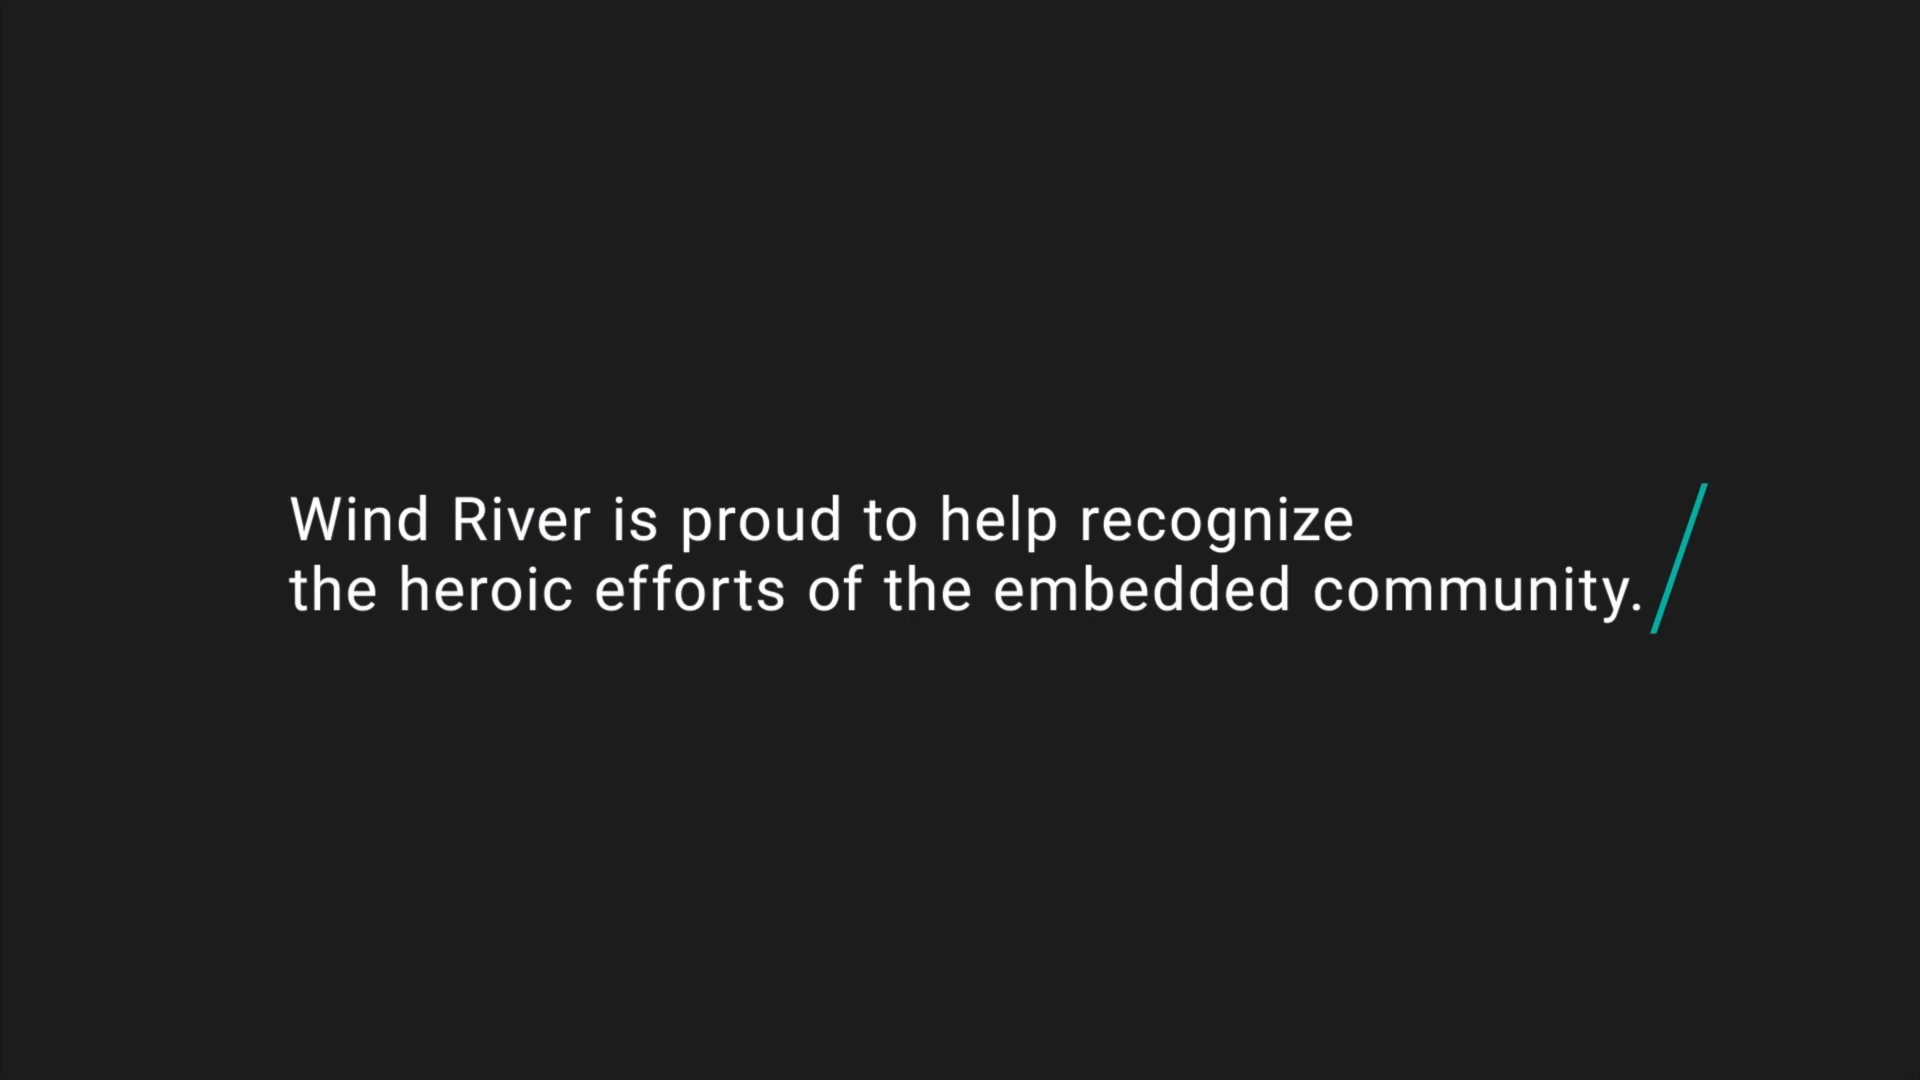 Wind River is proud to help recognize
the heroic efforts of the embedded community.